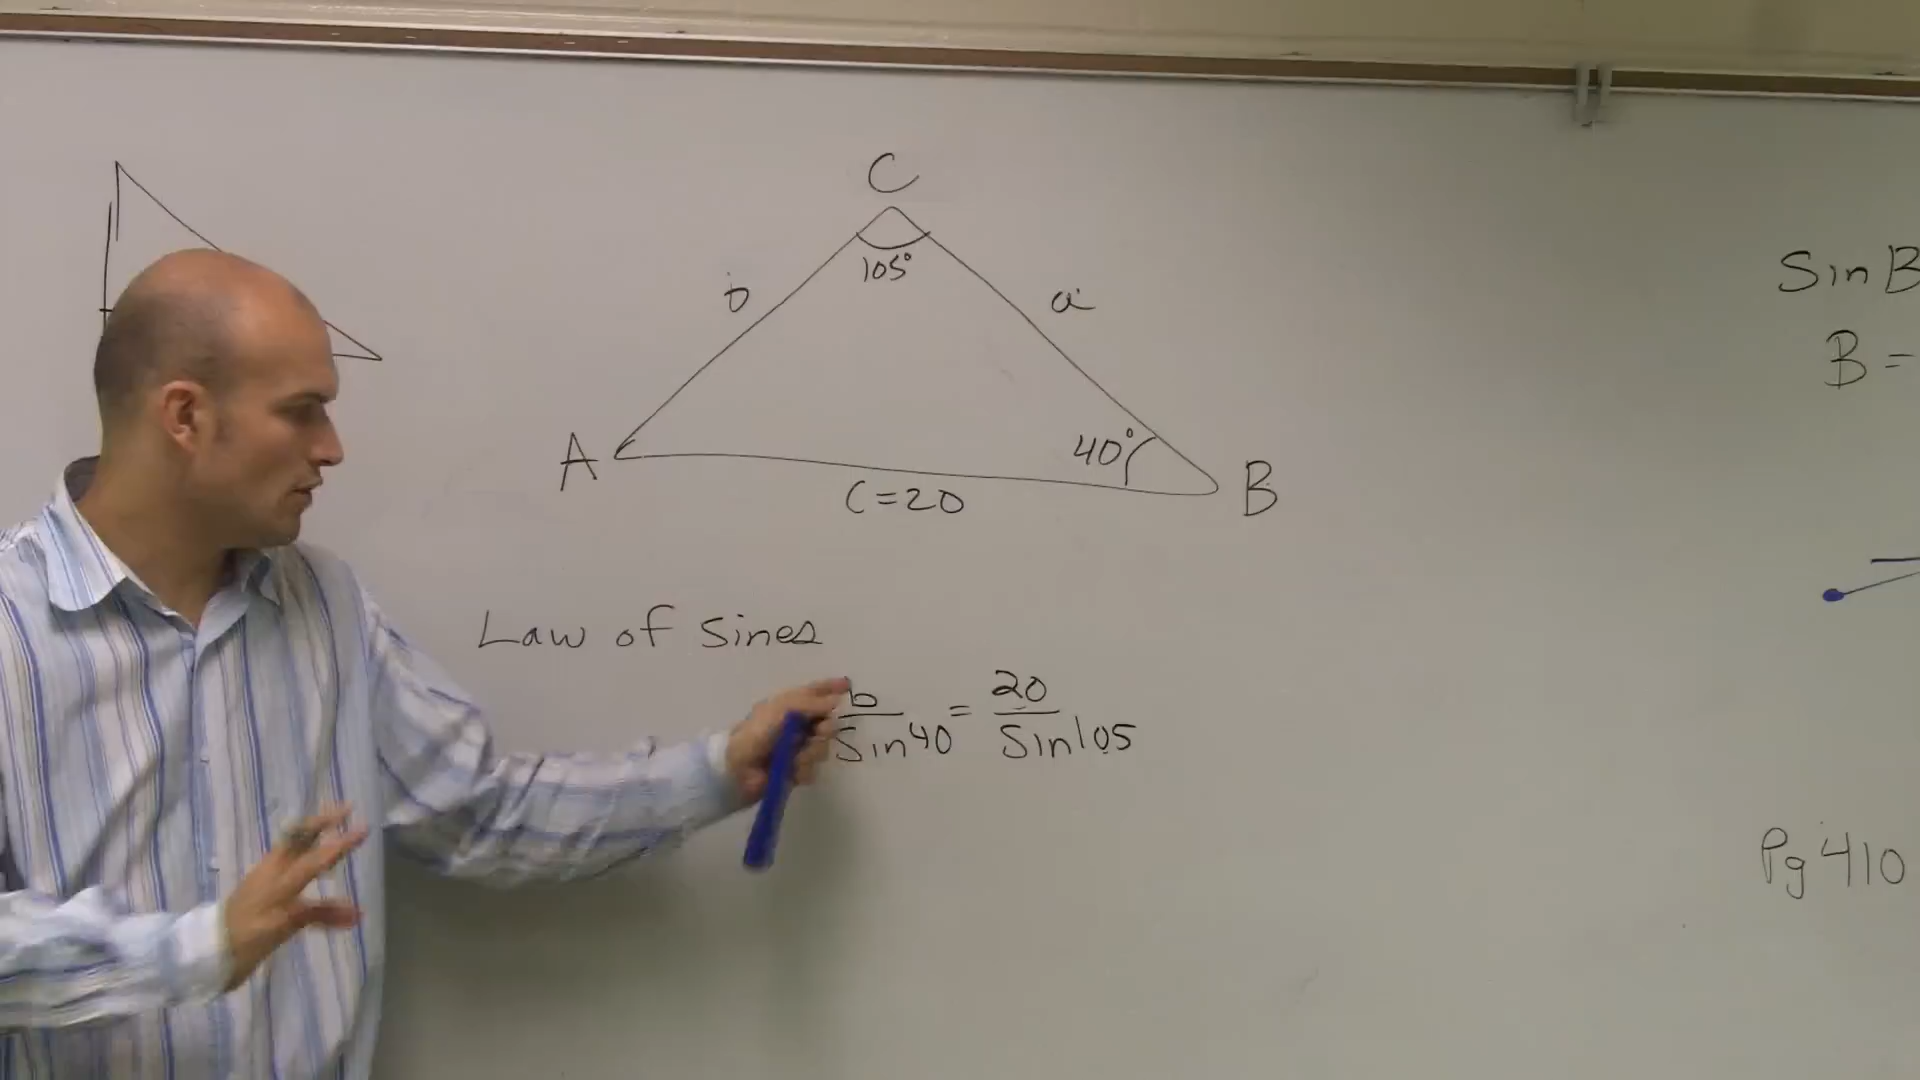 C
105°
b
a
A
40°
B
C=20
Law of Sines
b/Sin40 = 20/Sin105
Sin B
B =
Pg 410